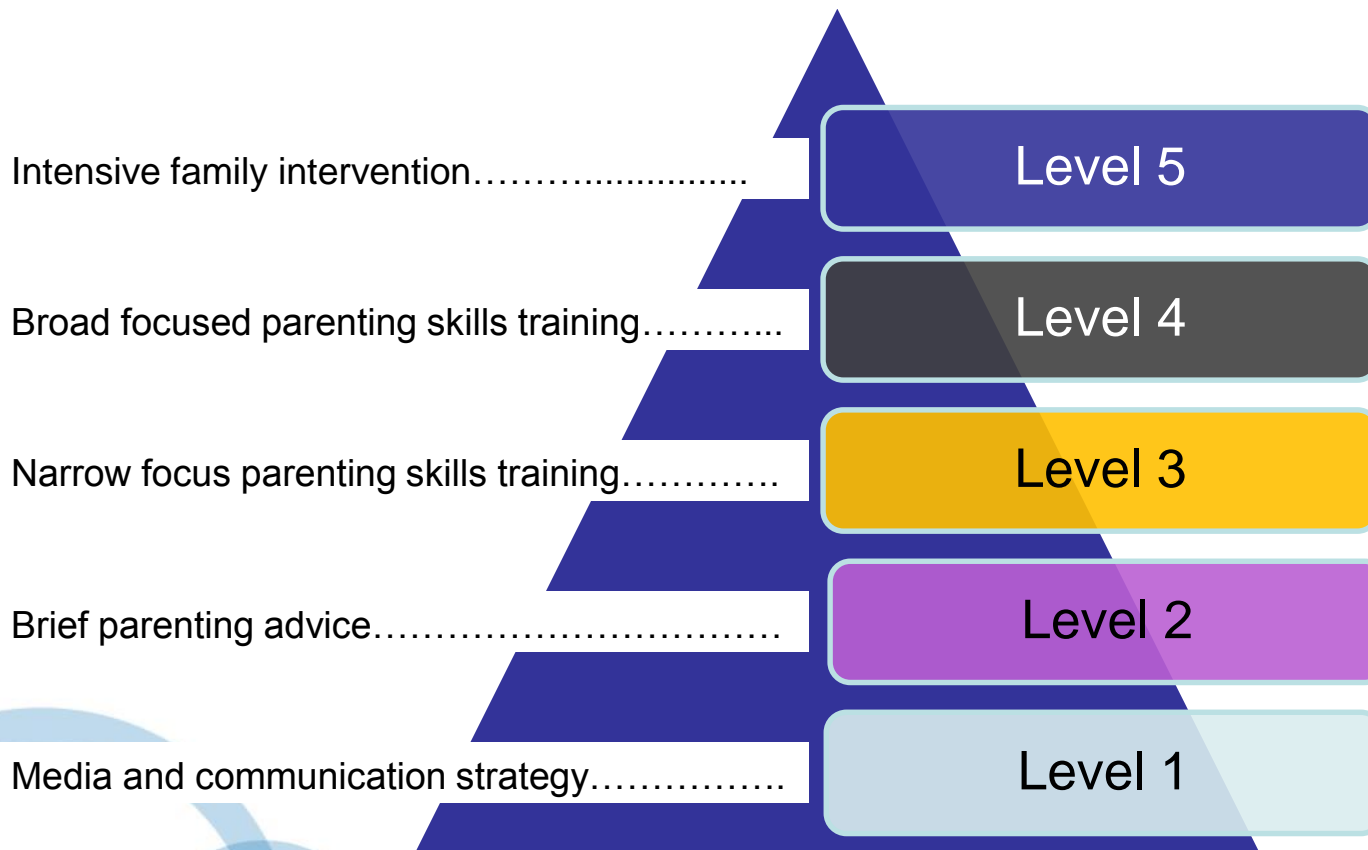 Intensive family intervention………................ Level 5
Broad focused parenting skills training………... Level 4
Narrow focus parenting skills training…………. Level 3
Brief parenting advice…………………………… Level 2
Media and communication strategy……………. Level 1